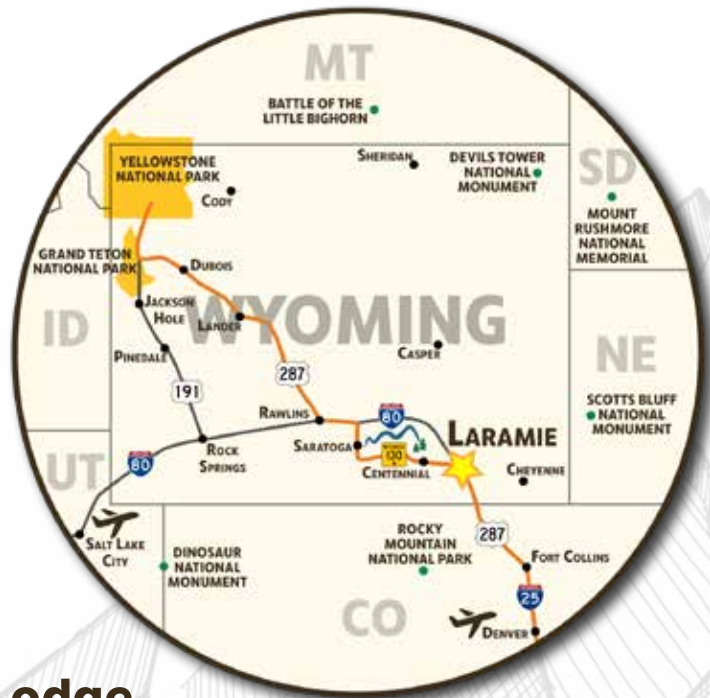 MT
BATTLE OF THE
LITTLE BIGHORN
YELLOWSTONE
NATIONAL PARK
CODY
SHERIDAN
DEVILS TOWER
NATIONAL
MONUMENT
SD
MOUNT
RUSHMORE
NATIONAL
MEMORIAL
GRAND TETON
NATIONAL PARK
DUBOIS
JACKSON
HOLE
LANDER
WYOMING
ID
PINEDALE
CASPER
NE
287
191
SCOTTS BLUFF
NATIONAL
MONUMENT
RAWLINS
80
LARAMIE
SARATOGA
130
CENTENNIAL
CHEYENNE
ROCK
SPRINGS
80
UT
SALT LAKE
CITY
DINOSAUR
NATIONAL
MONUMENT
ROCKY
MOUNTAIN
NATIONAL PARK
287
FORT COLLINS
25
CO
DENVER
edge